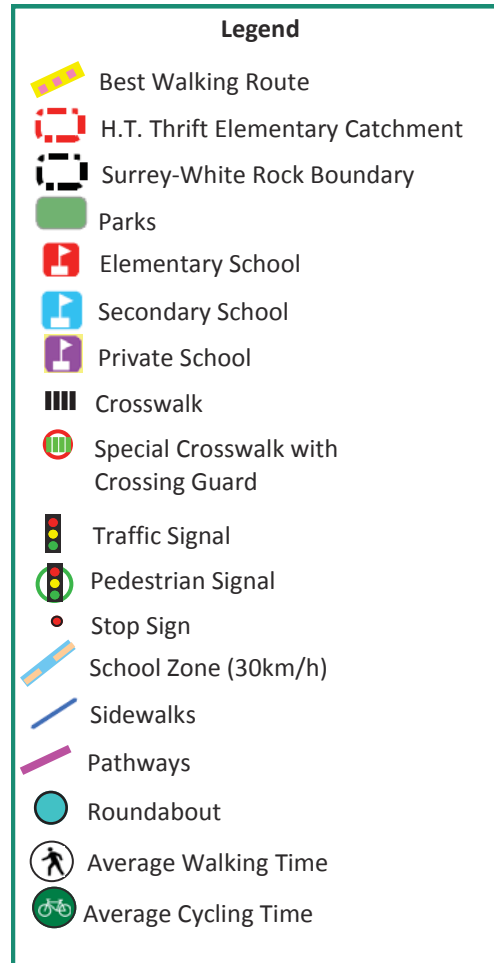 Legend
Best Walking Route
H.T. Thrift Elementary Catchment
Surrey-White Rock Boundary
Parks
Elementary School
Secondary School
Private School
Crosswalk
Special Crosswalk with
Crossing Guard
Traffic Signal
Pedestrian Signal
Stop Sign
School Zone (30km/h)
Sidewalks
Pathways
Roundabout
Average Walking Time
Average Cycling Time